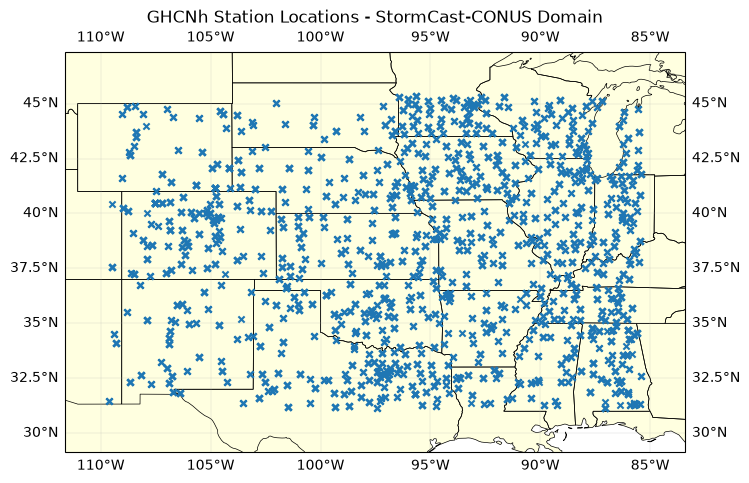 GHCNh Station Locations - StormCast-CONUS Domain
110°W 105°W 100°W 95°W 90°W 85°W
45°N 45°N
42.5°N 42.5°N
40°N 40°N
37.5°N 37.5°N
35°N 35°N
32.5°N 32.5°N
30°N 30°N
110°W 105°W 100°W 95°W 90°W 85°W